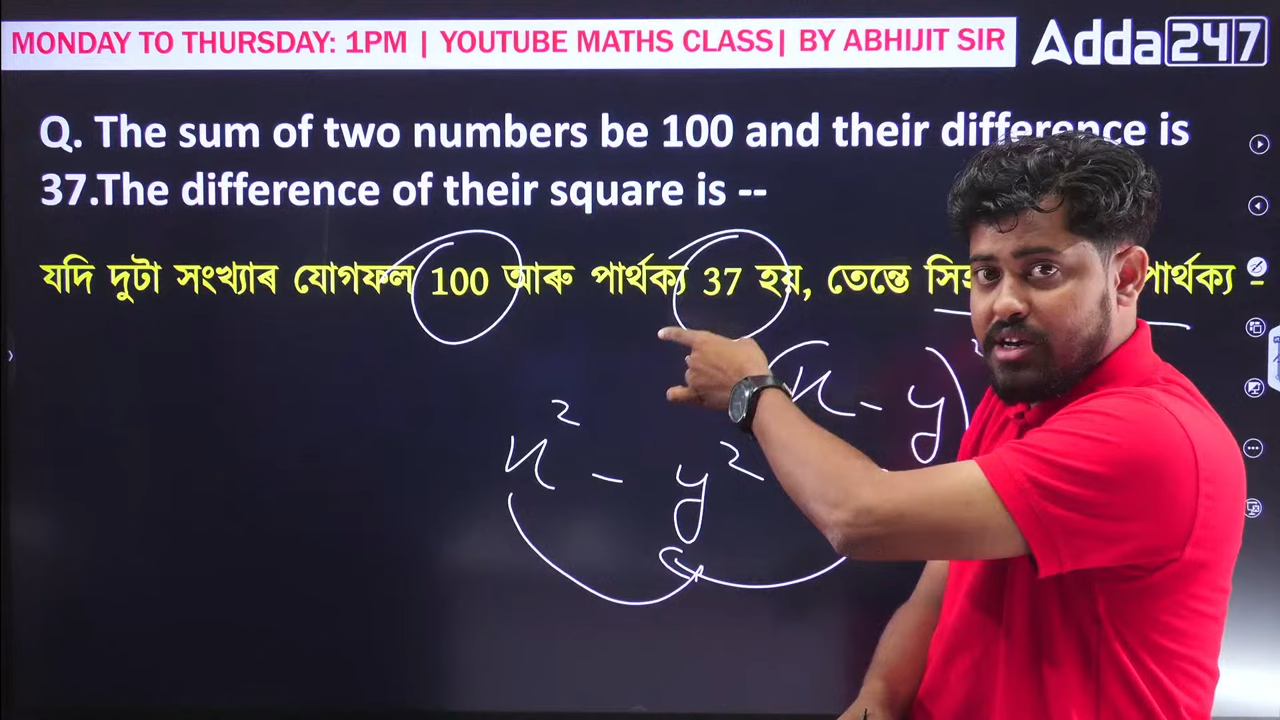 MONDAY TO THURSDAY: 1PM | YOUTUBE MATHS CLASS| BY ABHIJIT SIR
Adda247
Q. The sum of two numbers be 100 and their difference is
37.The difference of their square is --
যদি দুটা সংখ্যাৰ যোগফল 100 আৰু পাৰ্থক্য 37 হয়, তেন্তে পাৰ্থক্য -
(x - y)²
x² - y²